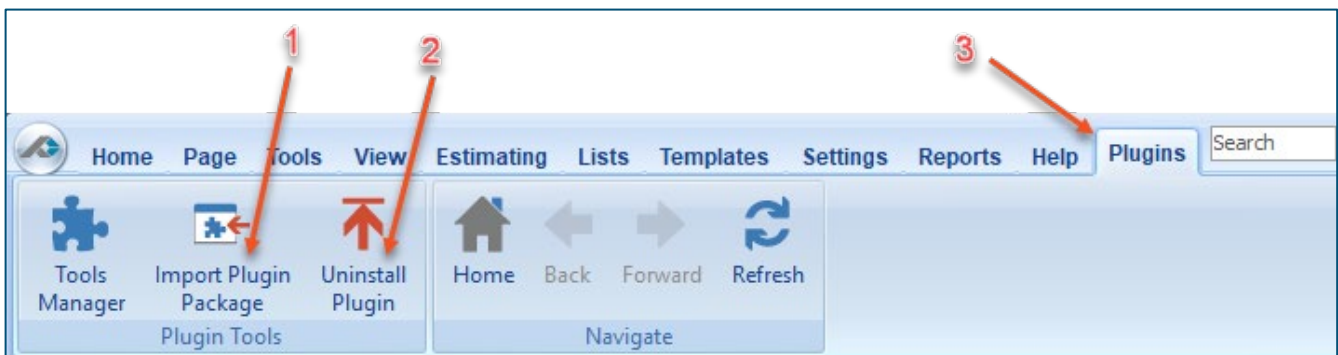 1 2 3
Home Page Tools View Estimating Lists Templates Settings Reports Help Plugins Search
Tools Manager
Import Plugin Package
Uninstall Plugin
Home Back Forward Refresh
Plugin Tools Navigate